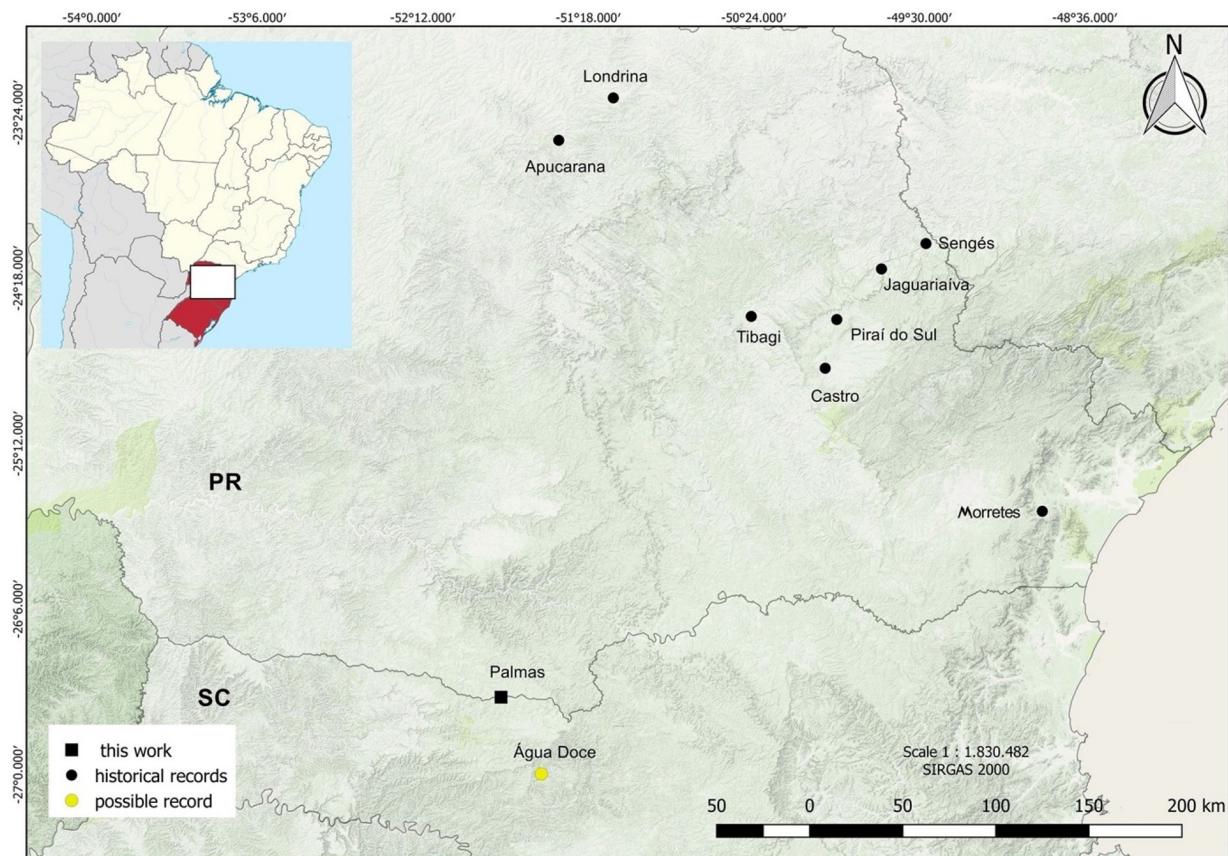 -54°0.000' -53°6.000' -52°12.000' -51°18.000' -50°24.000' -49°30.000' -48°36.000'
N
Londrina
-23°24.000'
Apucarana
Sengés
Jaguariaíva
-24°18.000'
Tibagi
Piraí do Sul
Castro
-25°12.000'
PR
Morretes
-26°6.000'
Palmas
SC
Água Doce
-27°0.000'
this work
historical records
possible record
Scale 1 : 1.830.482
SIRGAS 2000
50 0 50 100 150 200 km